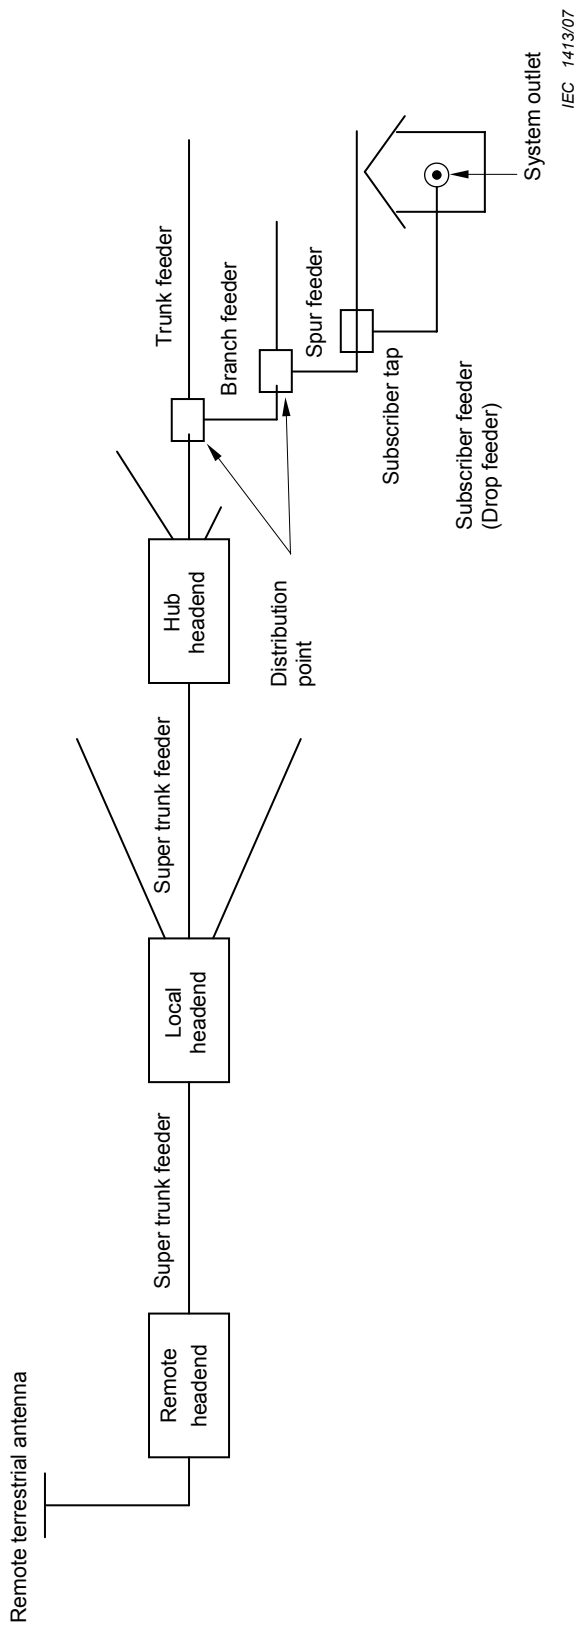 Remote terrestrial antenna
Remote
headend
Super trunk feeder
Local
headend
Super trunk feeder
Hub
headend
Distribution
point
Trunk feeder
Branch feeder
Spur feeder
Subscriber tap
Subscriber feeder
(Drop feeder)
System outlet
IEC 1413/07